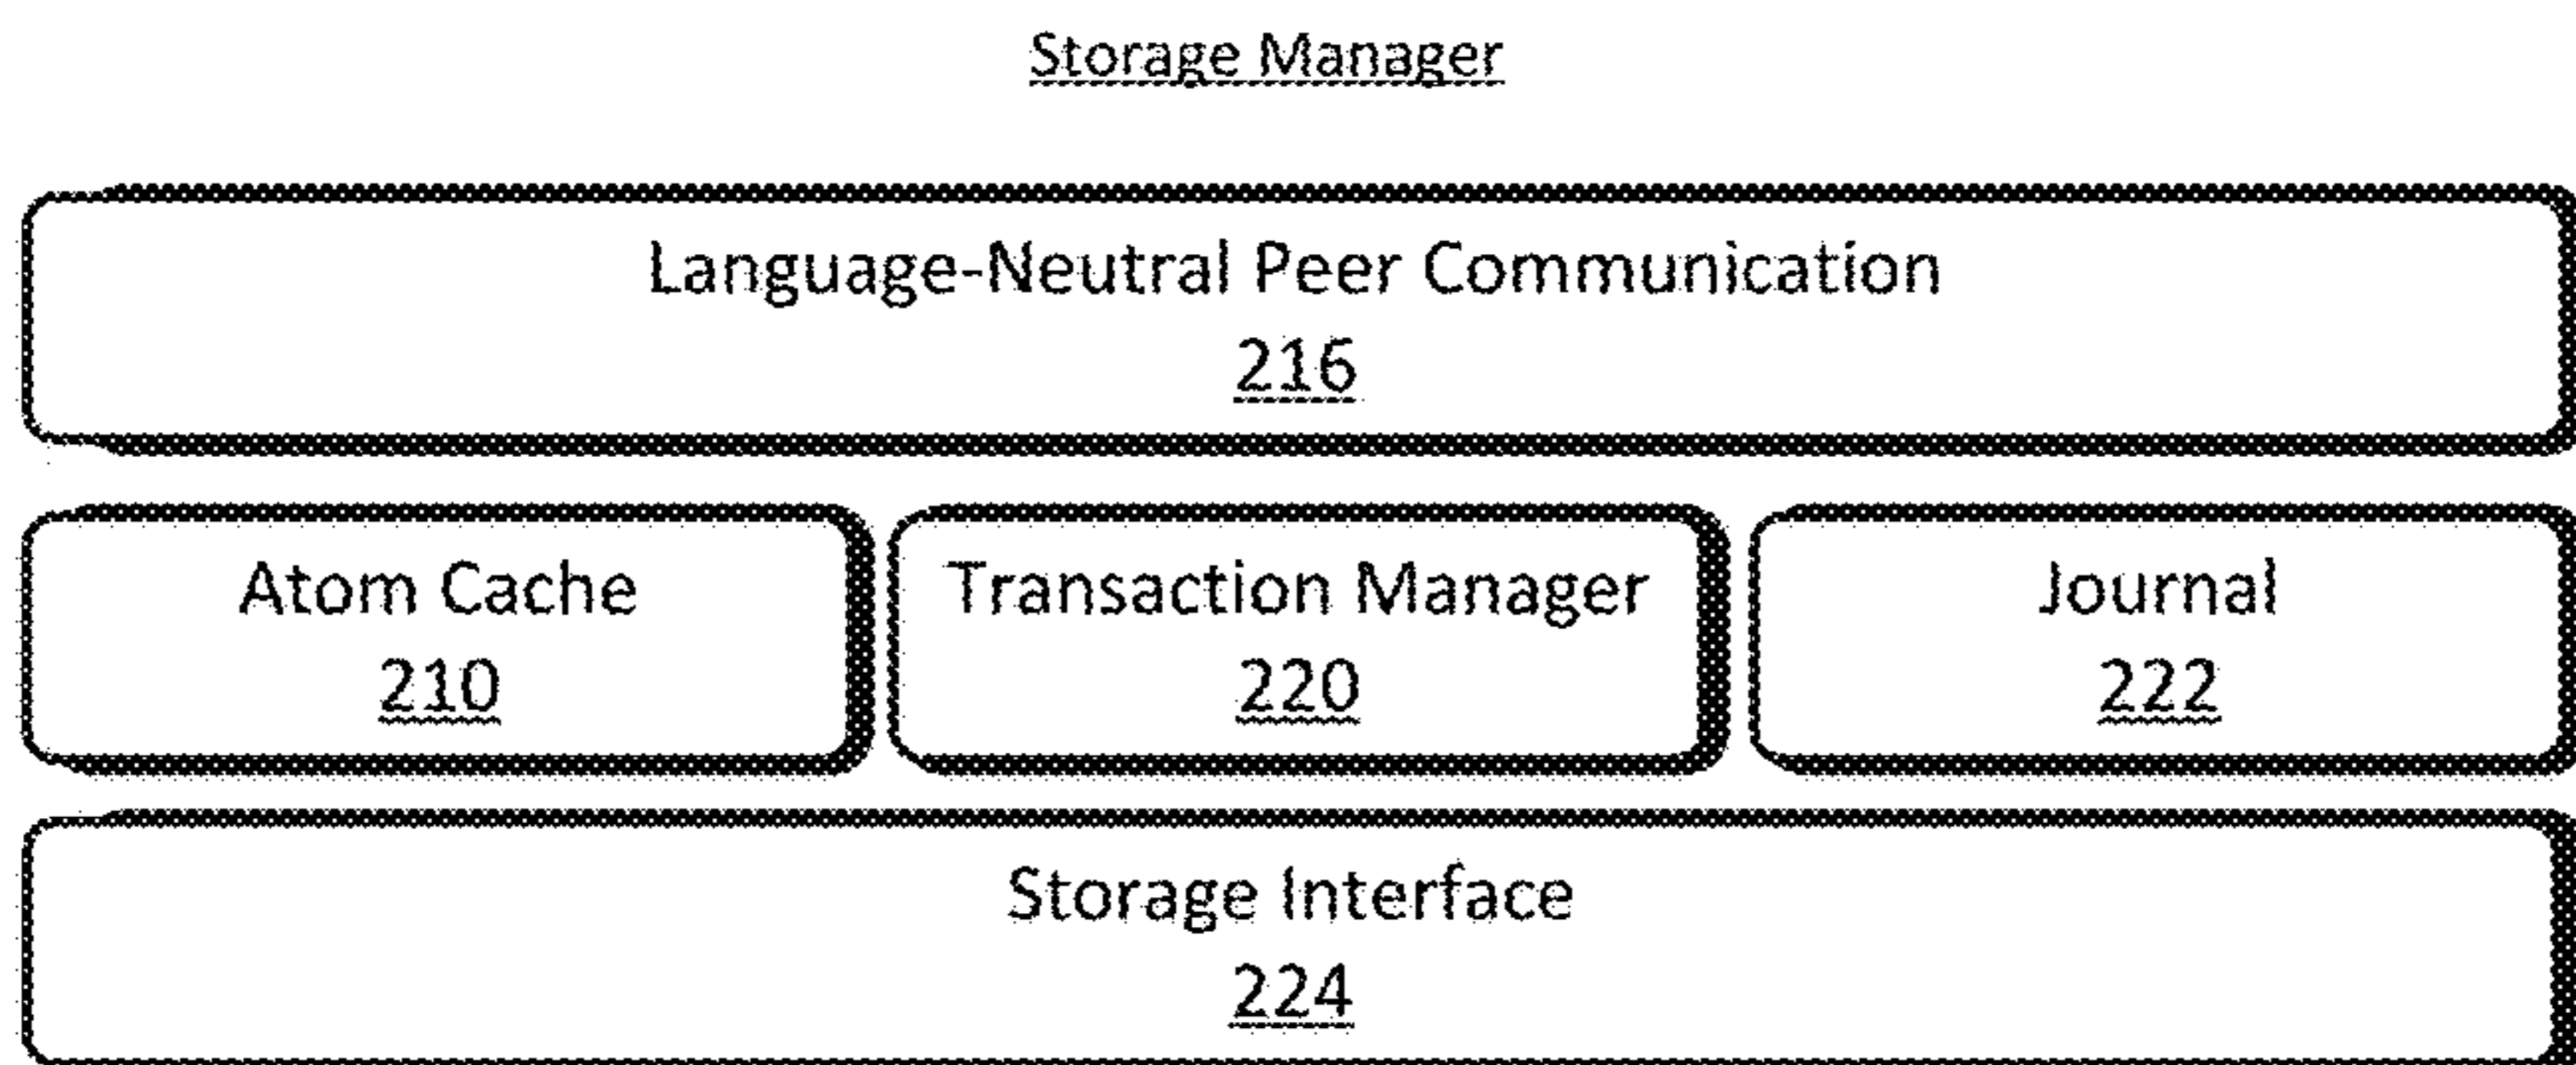 Storage Manager
Language-Neutral Peer Communication
216
Atom Cache
210
Transaction Manager
220
Journal
222
Storage Interface
224